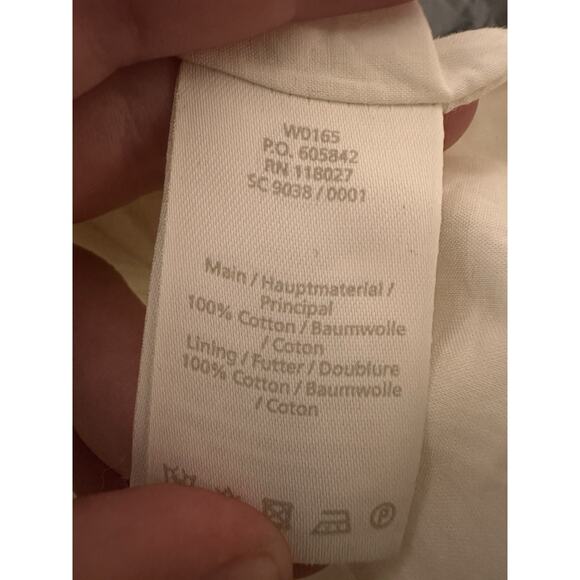 W0165
P.O. 605842
RN 118027
SC 9038 / 0001
Main / Hauptmaterial /
Principal
100% Cotton / Baumwolle
/ Coton
Lining / Futter / Doublure
100% Cotton / Baumwolle
/ Coton
P